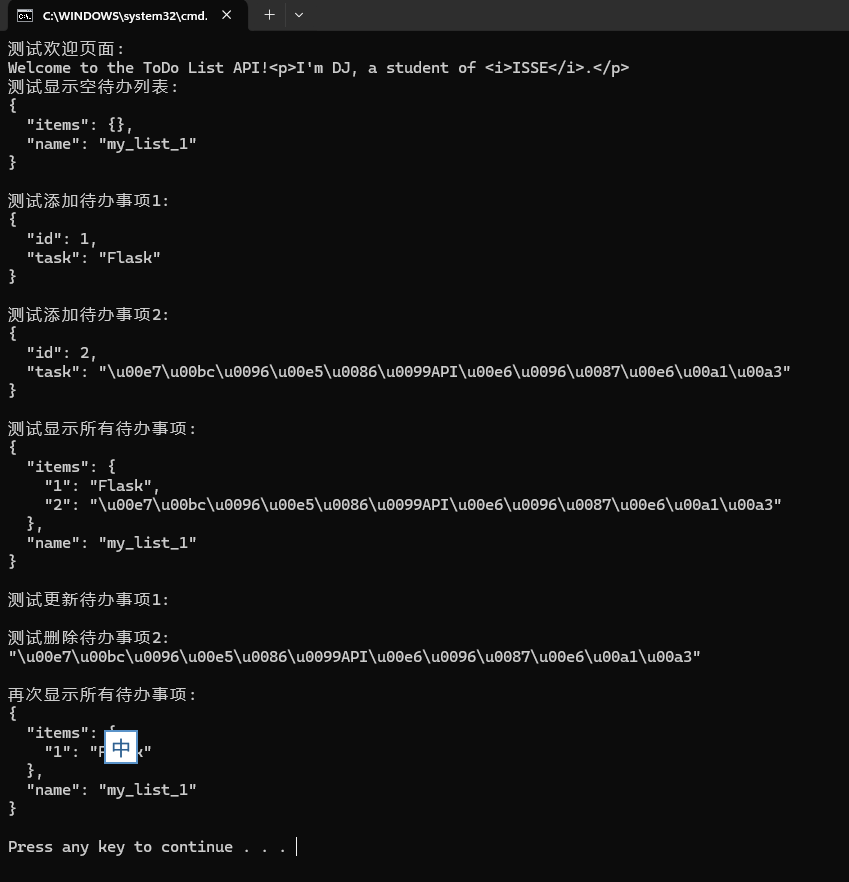 C:\WINDOWS\system32\cmd.
测试欢迎页面:
Welcome to the ToDo List API!<p>I'm DJ, a student of <i>ISSE</i>.</p>
测试显示空待办列表:
{
  "items": {},
  "name": "my_list_1"
}
测试添加待办事项1:
{
  "id": 1,
  "task": "Flask"
}
测试添加待办事项2:
{
  "id": 2,
  "task": "\u00e7\u00bc\u0096\u00e5\u0086\u0099API\u00e6\u0096\u0087\u00e6\u00a1\u00a3"
}
测试显示所有待办事项:
{
  "items": {
    "1": "Flask",
    "2": "\u00e7\u00bc\u0096\u00e5\u0086\u0099API\u00e6\u0096\u0087\u00e6\u00a1\u00a3"
  },
  "name": "my_list_1"
}
测试更新待办事项1:
测试删除待办事项2:
"\u00e7\u00bc\u0096\u00e5\u0086\u0099API\u00e6\u0096\u0087\u00e6\u00a1\u00a3"
再次显示所有待办事项:
{
  "items": {
    "1":
中
  },
  "name": "my_list_1"
}
Press any key to continue . . .